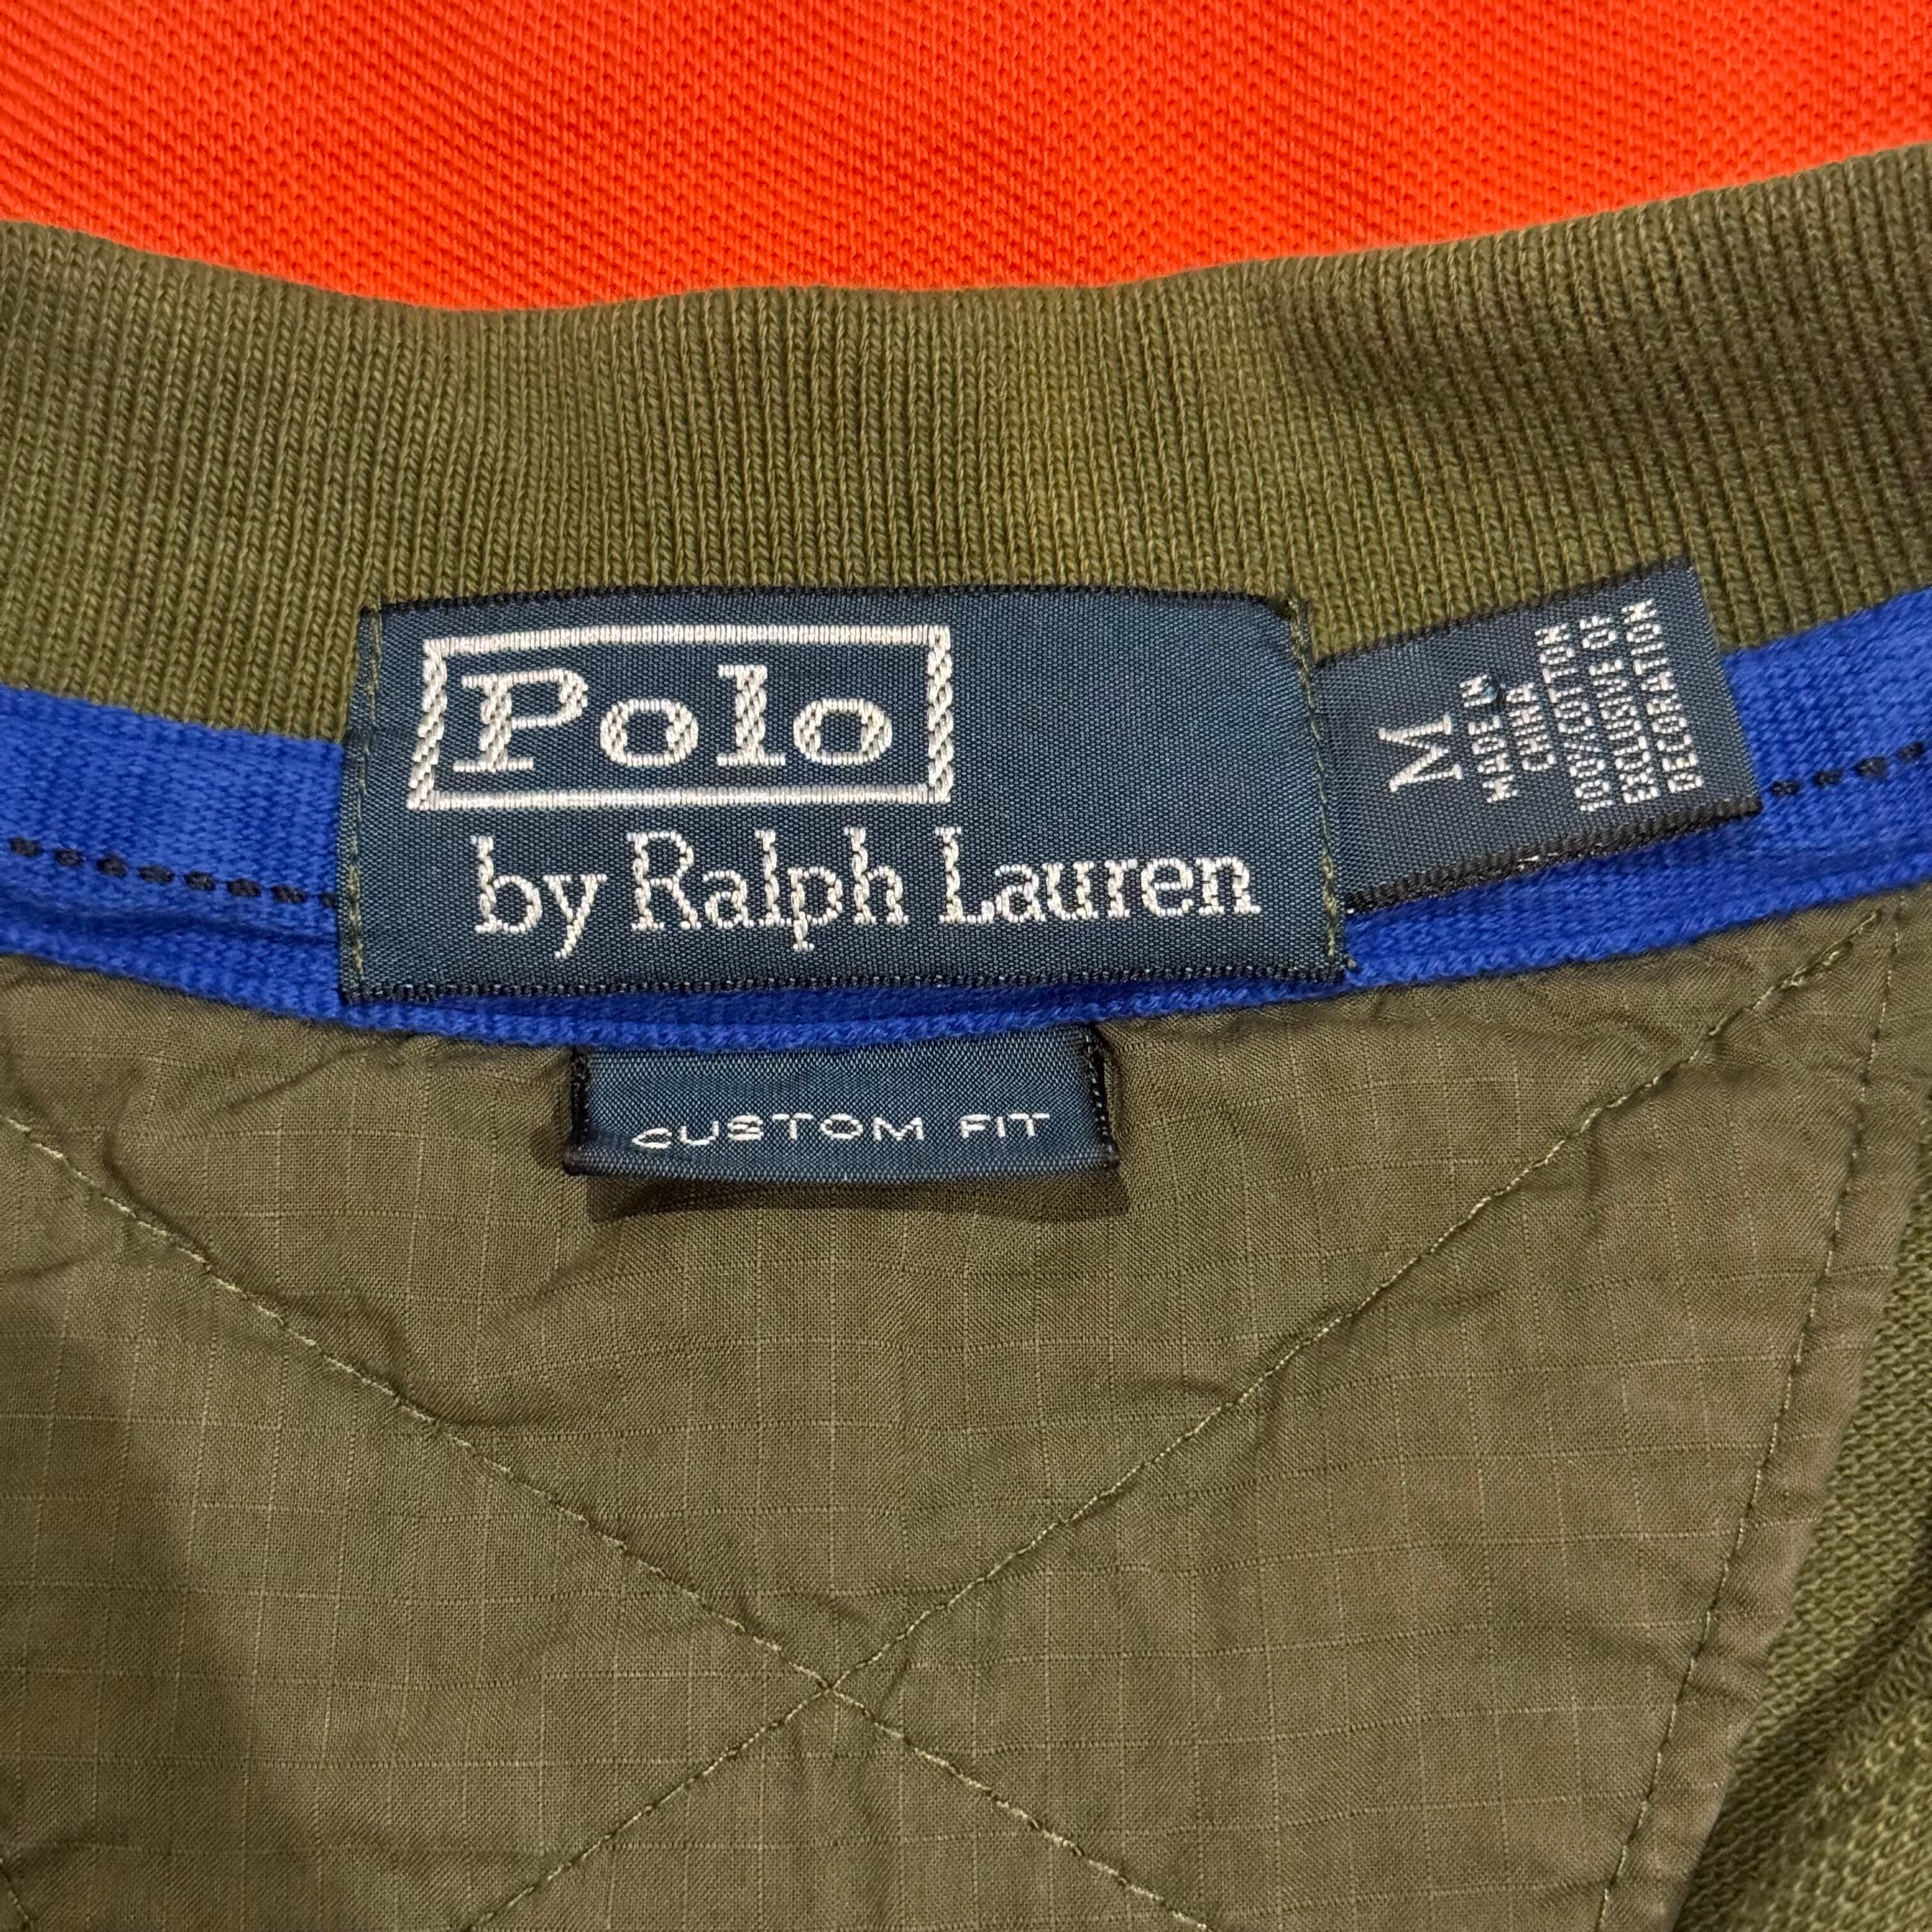 Polo
by Ralph Lauren
M
MADE IN
CHINA
100%COTTON
EXCLUSIVE OF
DECORATION
CUSTOM FIT